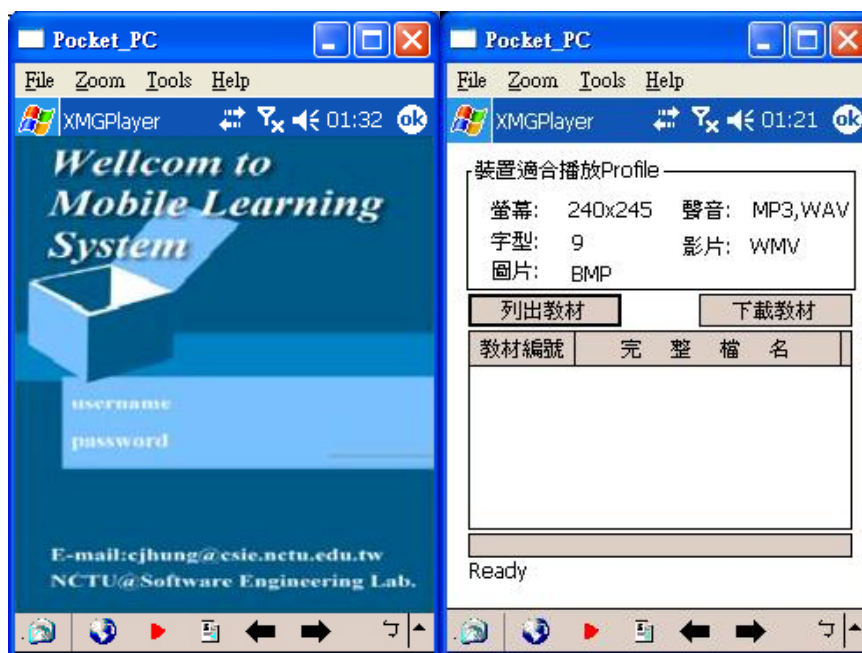 Pocket_PC
File Zoom Tools Help
XMGPlayer 01:32 ok
Wellcom to
Mobile Learning
System
username
password
E-mail:cjhung@csie.nctu.edu.tw
NCTU@Software Engineering Lab.
ㄅ
Pocket_PC
File Zoom Tools Help
XMGPlayer 01:21 ok
裝置適合播放Profile
螢幕: 240x245 聲音: MP3,WAV
字型: 9 影片: WMV
圖片: BMP
列出教材 下載教材
教材編號 完 整 檔 名
Ready
ㄅ